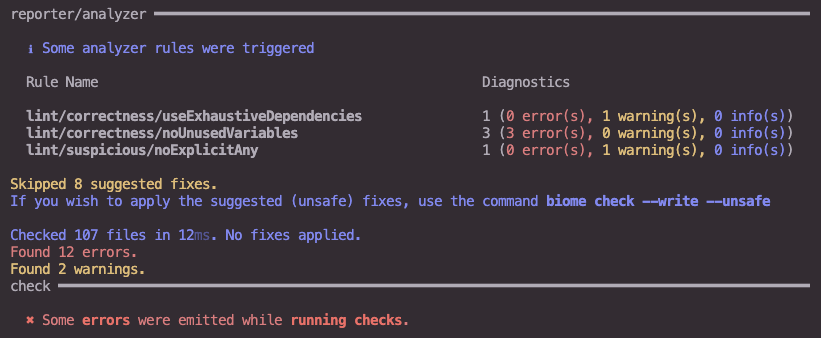 reporter/analyzer
ℹ Some analyzer rules were triggered
Rule Name Diagnostics
lint/correctness/useExhaustiveDependencies 1 (0 error(s), 1 warning(s), 0 info(s))
lint/correctness/noUnusedVariables 3 (3 error(s), 0 warning(s), 0 info(s))
lint/suspicious/noExplicitAny 1 (0 error(s), 1 warning(s), 0 info(s))
Skipped 8 suggested fixes.
If you wish to apply the suggested (unsafe) fixes, use the command biome check --write --unsafe
Checked 107 files in 12ms. No fixes applied.
Found 12 errors.
Found 2 warnings.
check
✖ Some errors were emitted while running checks.